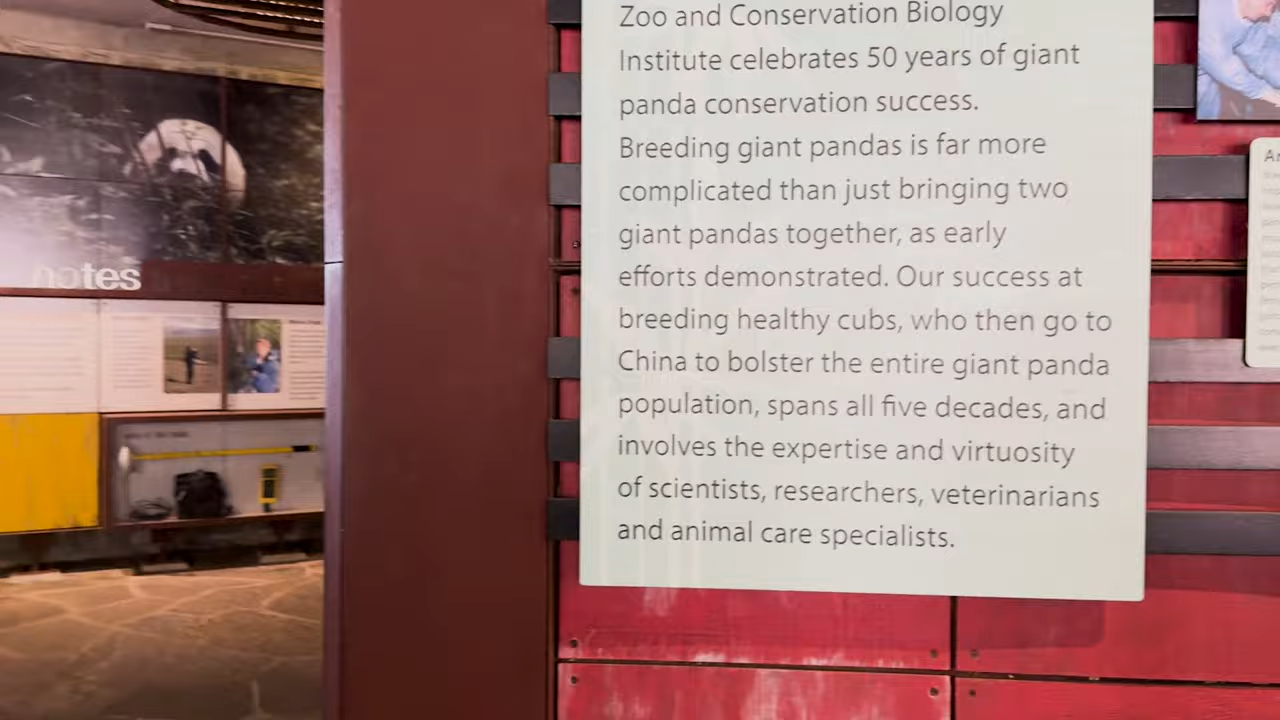 Zoo and Conservation Biology
Institute celebrates 50 years of giant
panda conservation success.
Breeding giant pandas is far more
complicated than just bringing two
giant pandas together, as early
efforts demonstrated. Our success at
breeding healthy cubs, who then go to
China to bolster the entire giant panda
population, spans all five decades, and
involves the expertise and virtuosity
of scientists, researchers, veterinarians
and animal care specialists.
notes